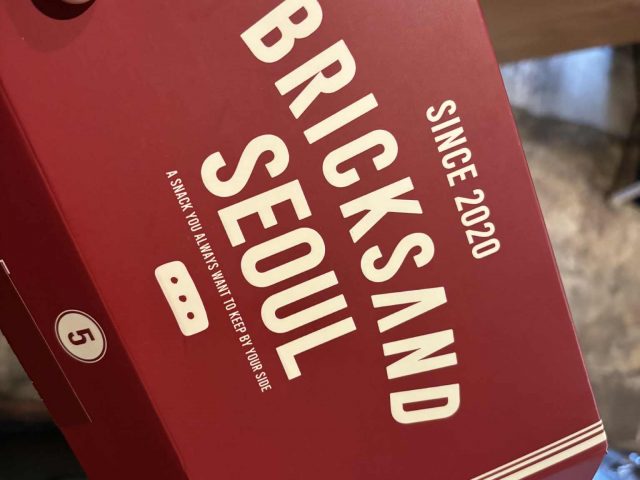 SINCE 2020
BRICKSAND
SEOUL
A SNACK YOU ALWAYS WANT TO KEEP BY YOUR SIDE
5